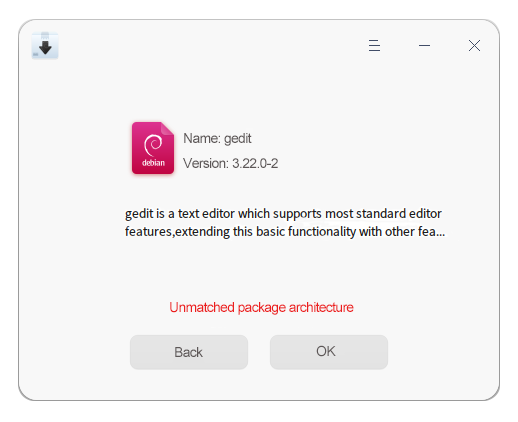 Name: gedit
debian
Version: 3.22.0-2
gedit is a text editor which supports most standard editor
features,extending this basic functionality with other fea...
Unmatched package architecture
Back
OK